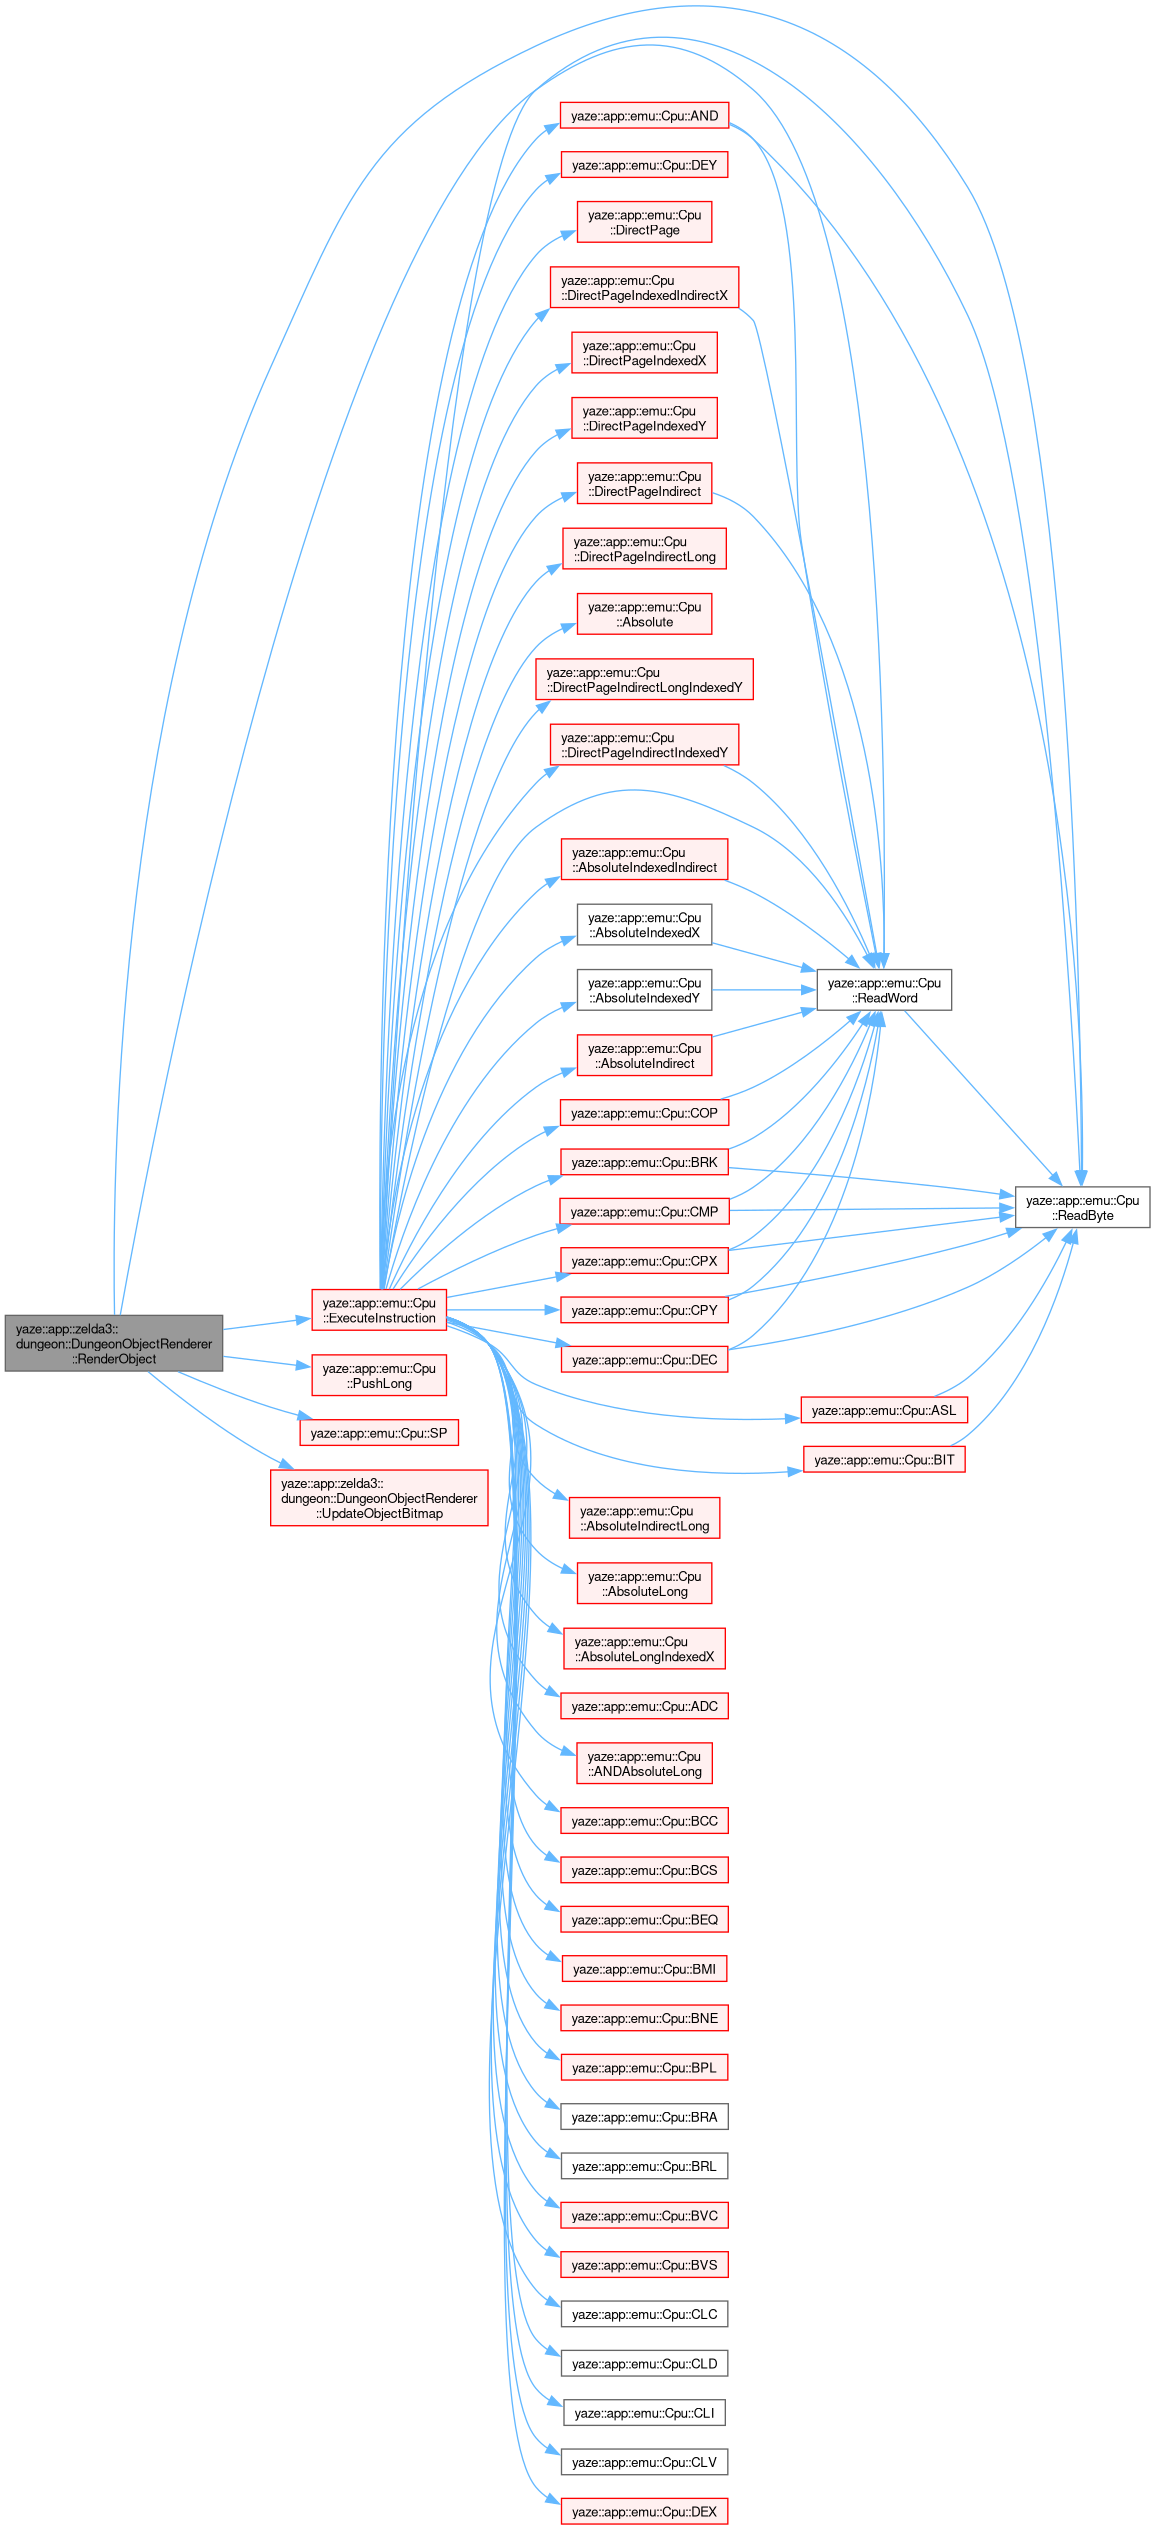 yaze::app::emu::Cpu::AND
yaze::app::emu::Cpu::DEY
yaze::app::emu::Cpu
::DirectPage
yaze::app::emu::Cpu
::DirectPageIndexedIndirectX
yaze::app::emu::Cpu
::DirectPageIndexedX
yaze::app::emu::Cpu
::DirectPageIndexedY
yaze::app::emu::Cpu
::DirectPageIndirect
yaze::app::emu::Cpu
::DirectPageIndirectLong
yaze::app::emu::Cpu
::Absolute
yaze::app::emu::Cpu
::DirectPageIndirectLongIndexedY
yaze::app::emu::Cpu
::DirectPageIndirectIndexedY
yaze::app::emu::Cpu
::AbsoluteIndexedIndirect
yaze::app::emu::Cpu
::AbsoluteIndexedX
yaze::app::emu::Cpu
::AbsoluteIndexedY
yaze::app::emu::Cpu
::ReadWord
yaze::app::emu::Cpu
::AbsoluteIndirect
yaze::app::emu::Cpu::COP
yaze::app::emu::Cpu::BRK
yaze::app::emu::Cpu::CMP
yaze::app::emu::Cpu
::ReadByte
yaze::app::emu::Cpu::CPX
yaze::app::emu::Cpu
::ExecuteInstruction
yaze::app::emu::Cpu::CPY
yaze::app::zelda3::
dungeon::DungeonObjectRenderer
::RenderObject
yaze::app::emu::Cpu::DEC
yaze::app::emu::Cpu
::PushLong
yaze::app::emu::Cpu::ASL
yaze::app::emu::Cpu::SP
yaze::app::emu::Cpu::BIT
yaze::app::zelda3::
dungeon::DungeonObjectRenderer
::UpdateObjectBitmap
yaze::app::emu::Cpu
::AbsoluteIndirectLong
yaze::app::emu::Cpu
::AbsoluteLong
yaze::app::emu::Cpu
::AbsoluteLongIndexedX
yaze::app::emu::Cpu::ADC
yaze::app::emu::Cpu
::ANDAbsoluteLong
yaze::app::emu::Cpu::BCC
yaze::app::emu::Cpu::BCS
yaze::app::emu::Cpu::BEQ
yaze::app::emu::Cpu::BMI
yaze::app::emu::Cpu::BNE
yaze::app::emu::Cpu::BPL
yaze::app::emu::Cpu::BRA
yaze::app::emu::Cpu::BRL
yaze::app::emu::Cpu::BVC
yaze::app::emu::Cpu::BVS
yaze::app::emu::Cpu::CLC
yaze::app::emu::Cpu::CLD
yaze::app::emu::Cpu::CLI
yaze::app::emu::Cpu::CLV
yaze::app::emu::Cpu::DEX